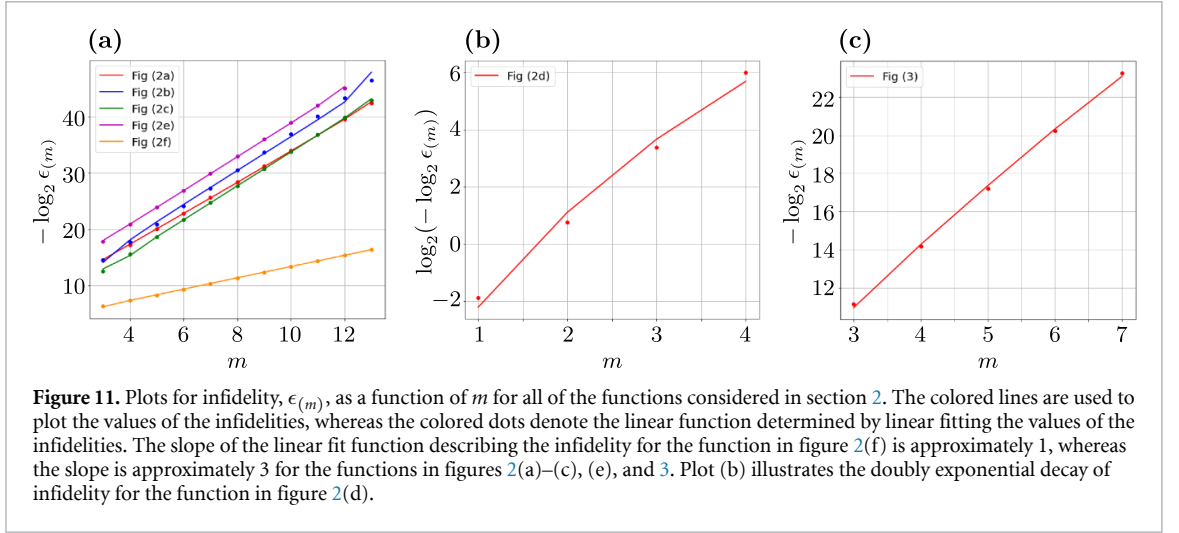 (a)
Fig (2a)
Fig (2b)
Fig (2c)
Fig (2e)
Fig (2f)
− log₂ ϵ₍ₘ₎
40
30
20
10
4 6 8 10 12
m
(b)
Fig (2d)
log₂(− log₂ ϵ₍ₘ₎)
6
4
2
0
−2
1 2 3 4
m
(c)
Fig (3)
− log₂ ϵ₍ₘ₎
22
20
18
16
14
12
3 4 5 6 7
m
Figure 11. Plots for infidelity, ϵ₍ₘ₎, as a function of m for all of the functions considered in section 2. The colored lines are used to
plot the values of the infidelities, whereas the colored dots denote the linear function determined by linear fitting the values of the
infidelities. The slope of the linear fit function describing the infidelity for the function in figure 2(f) is approximately 1, whereas
the slope is approximately 3 for the functions in figures 2(a)–(c), (e), and 3. Plot (b) illustrates the doubly exponential decay of
infidelity for the function in figure 2(d).